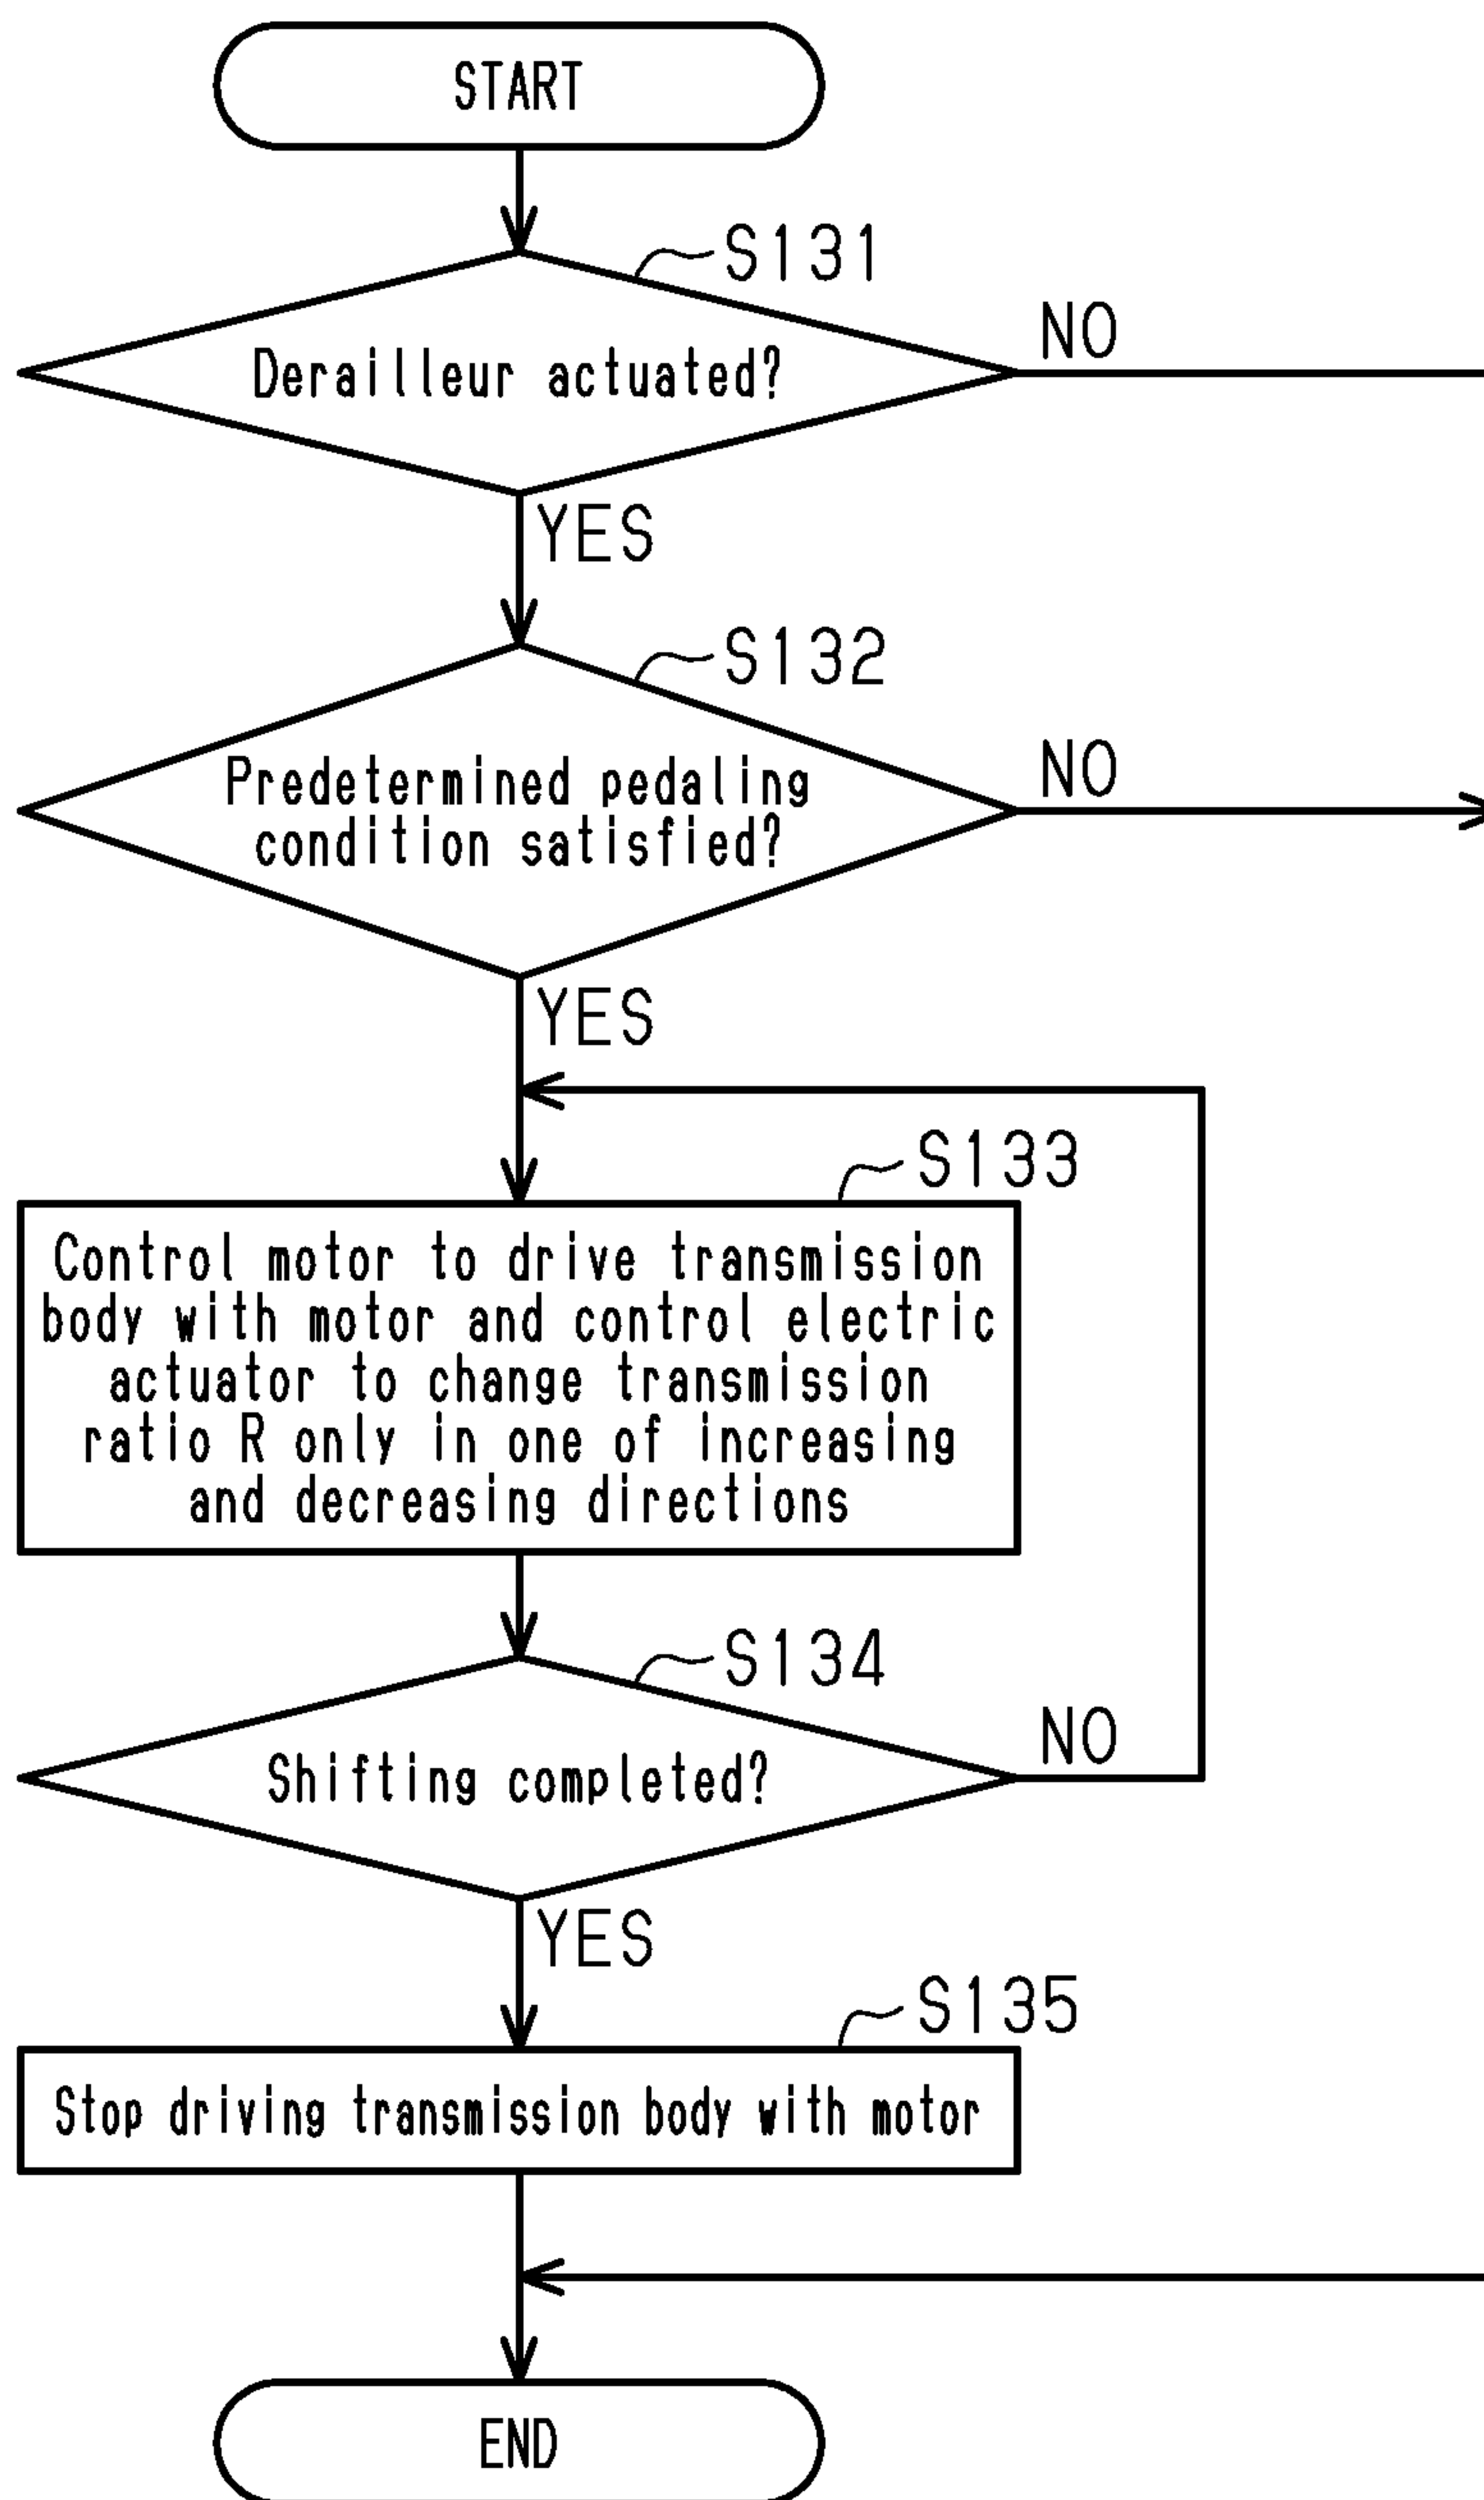 START
S131
NO
Derailleur actuated?
YES
S132
NO
Predetermined pedaling
condition satisfied?
YES
S133
Control motor to drive transmission
body with motor and control electric
actuator to change transmission
ratio R only in one of increasing
and decreasing directions
S134
NO
Shifting completed?
YES
S135
Stop driving transmission body with motor
END